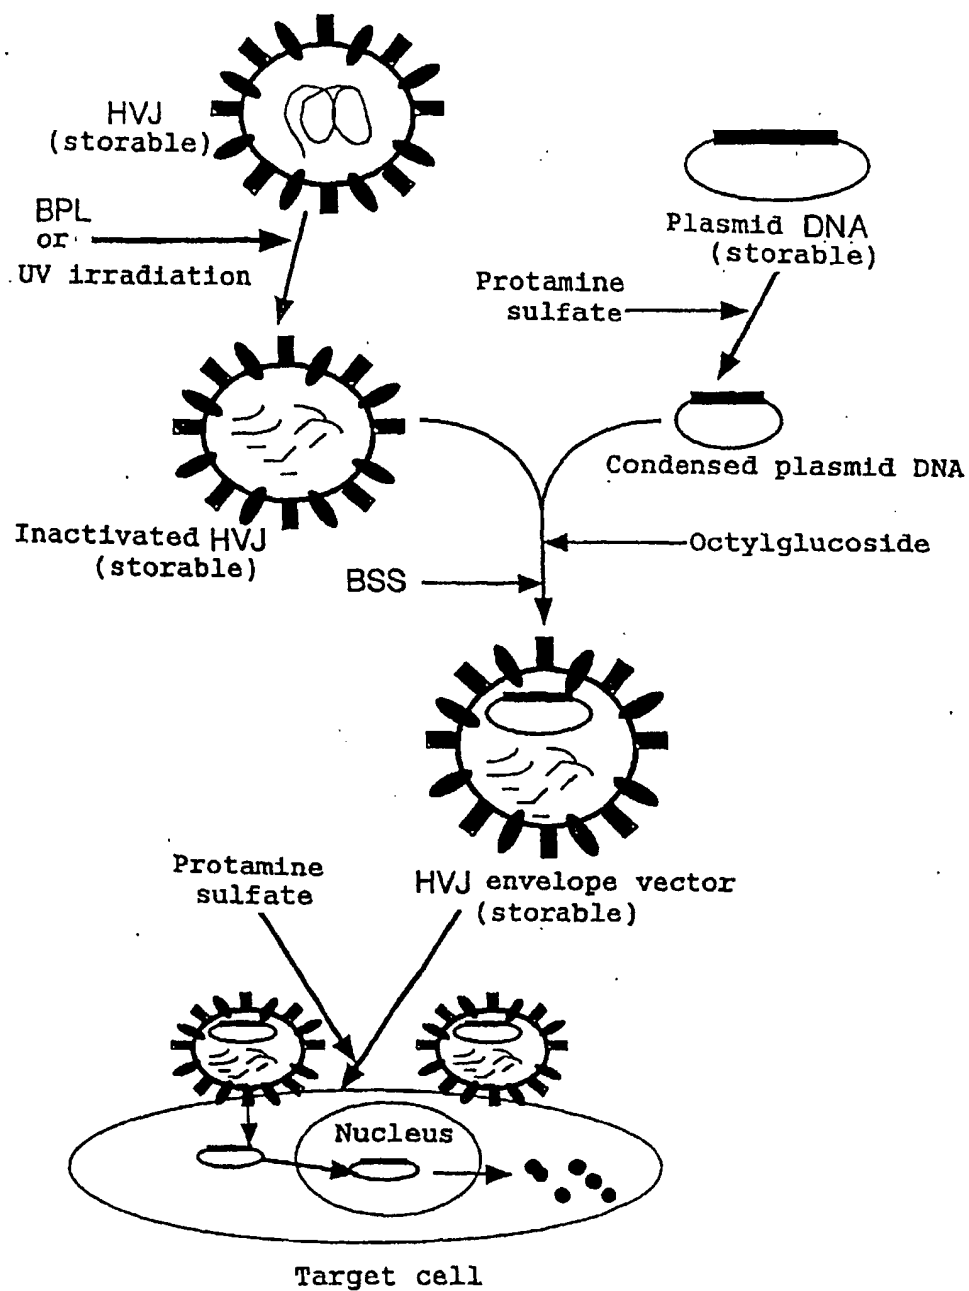 HVJ
(storable)
BPL
or
UV irradiation
Plasmid DNA
(storable)
Protamine
sulfate
Condensed plasmid DNA
Inactivated HVJ
(storable)
Octylglucoside
BSS
HVJ envelope vector
(storable)
Protamine
sulfate
Nucleus
Target cell